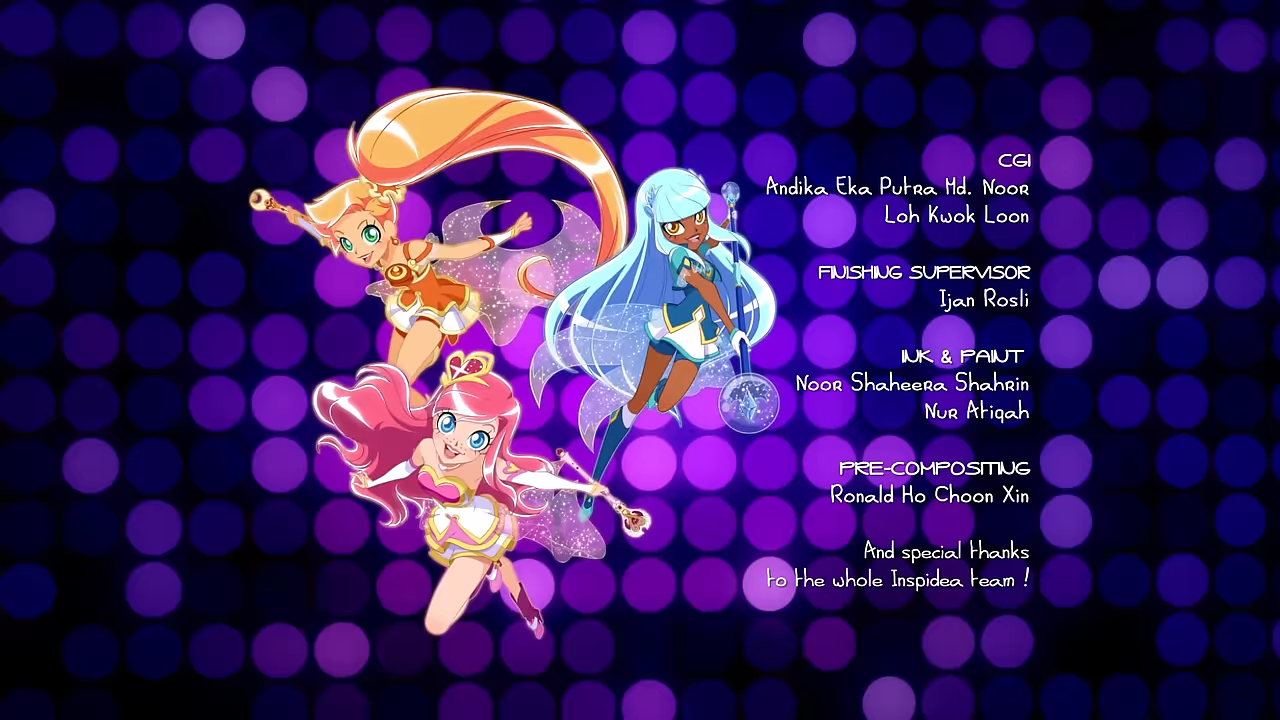 CGI
Andika Eka Putra Md. Noor
Loh Kwok Loon
FINISHING SUPERVISOR
Ijan Rosli
INK & PAINT
Noor Shaheera Shahrin
Nur Atiqah
PRE-COMPOSITING
Ronald Ho Choon Xin
And special thanks
to the whole Inspidea team !